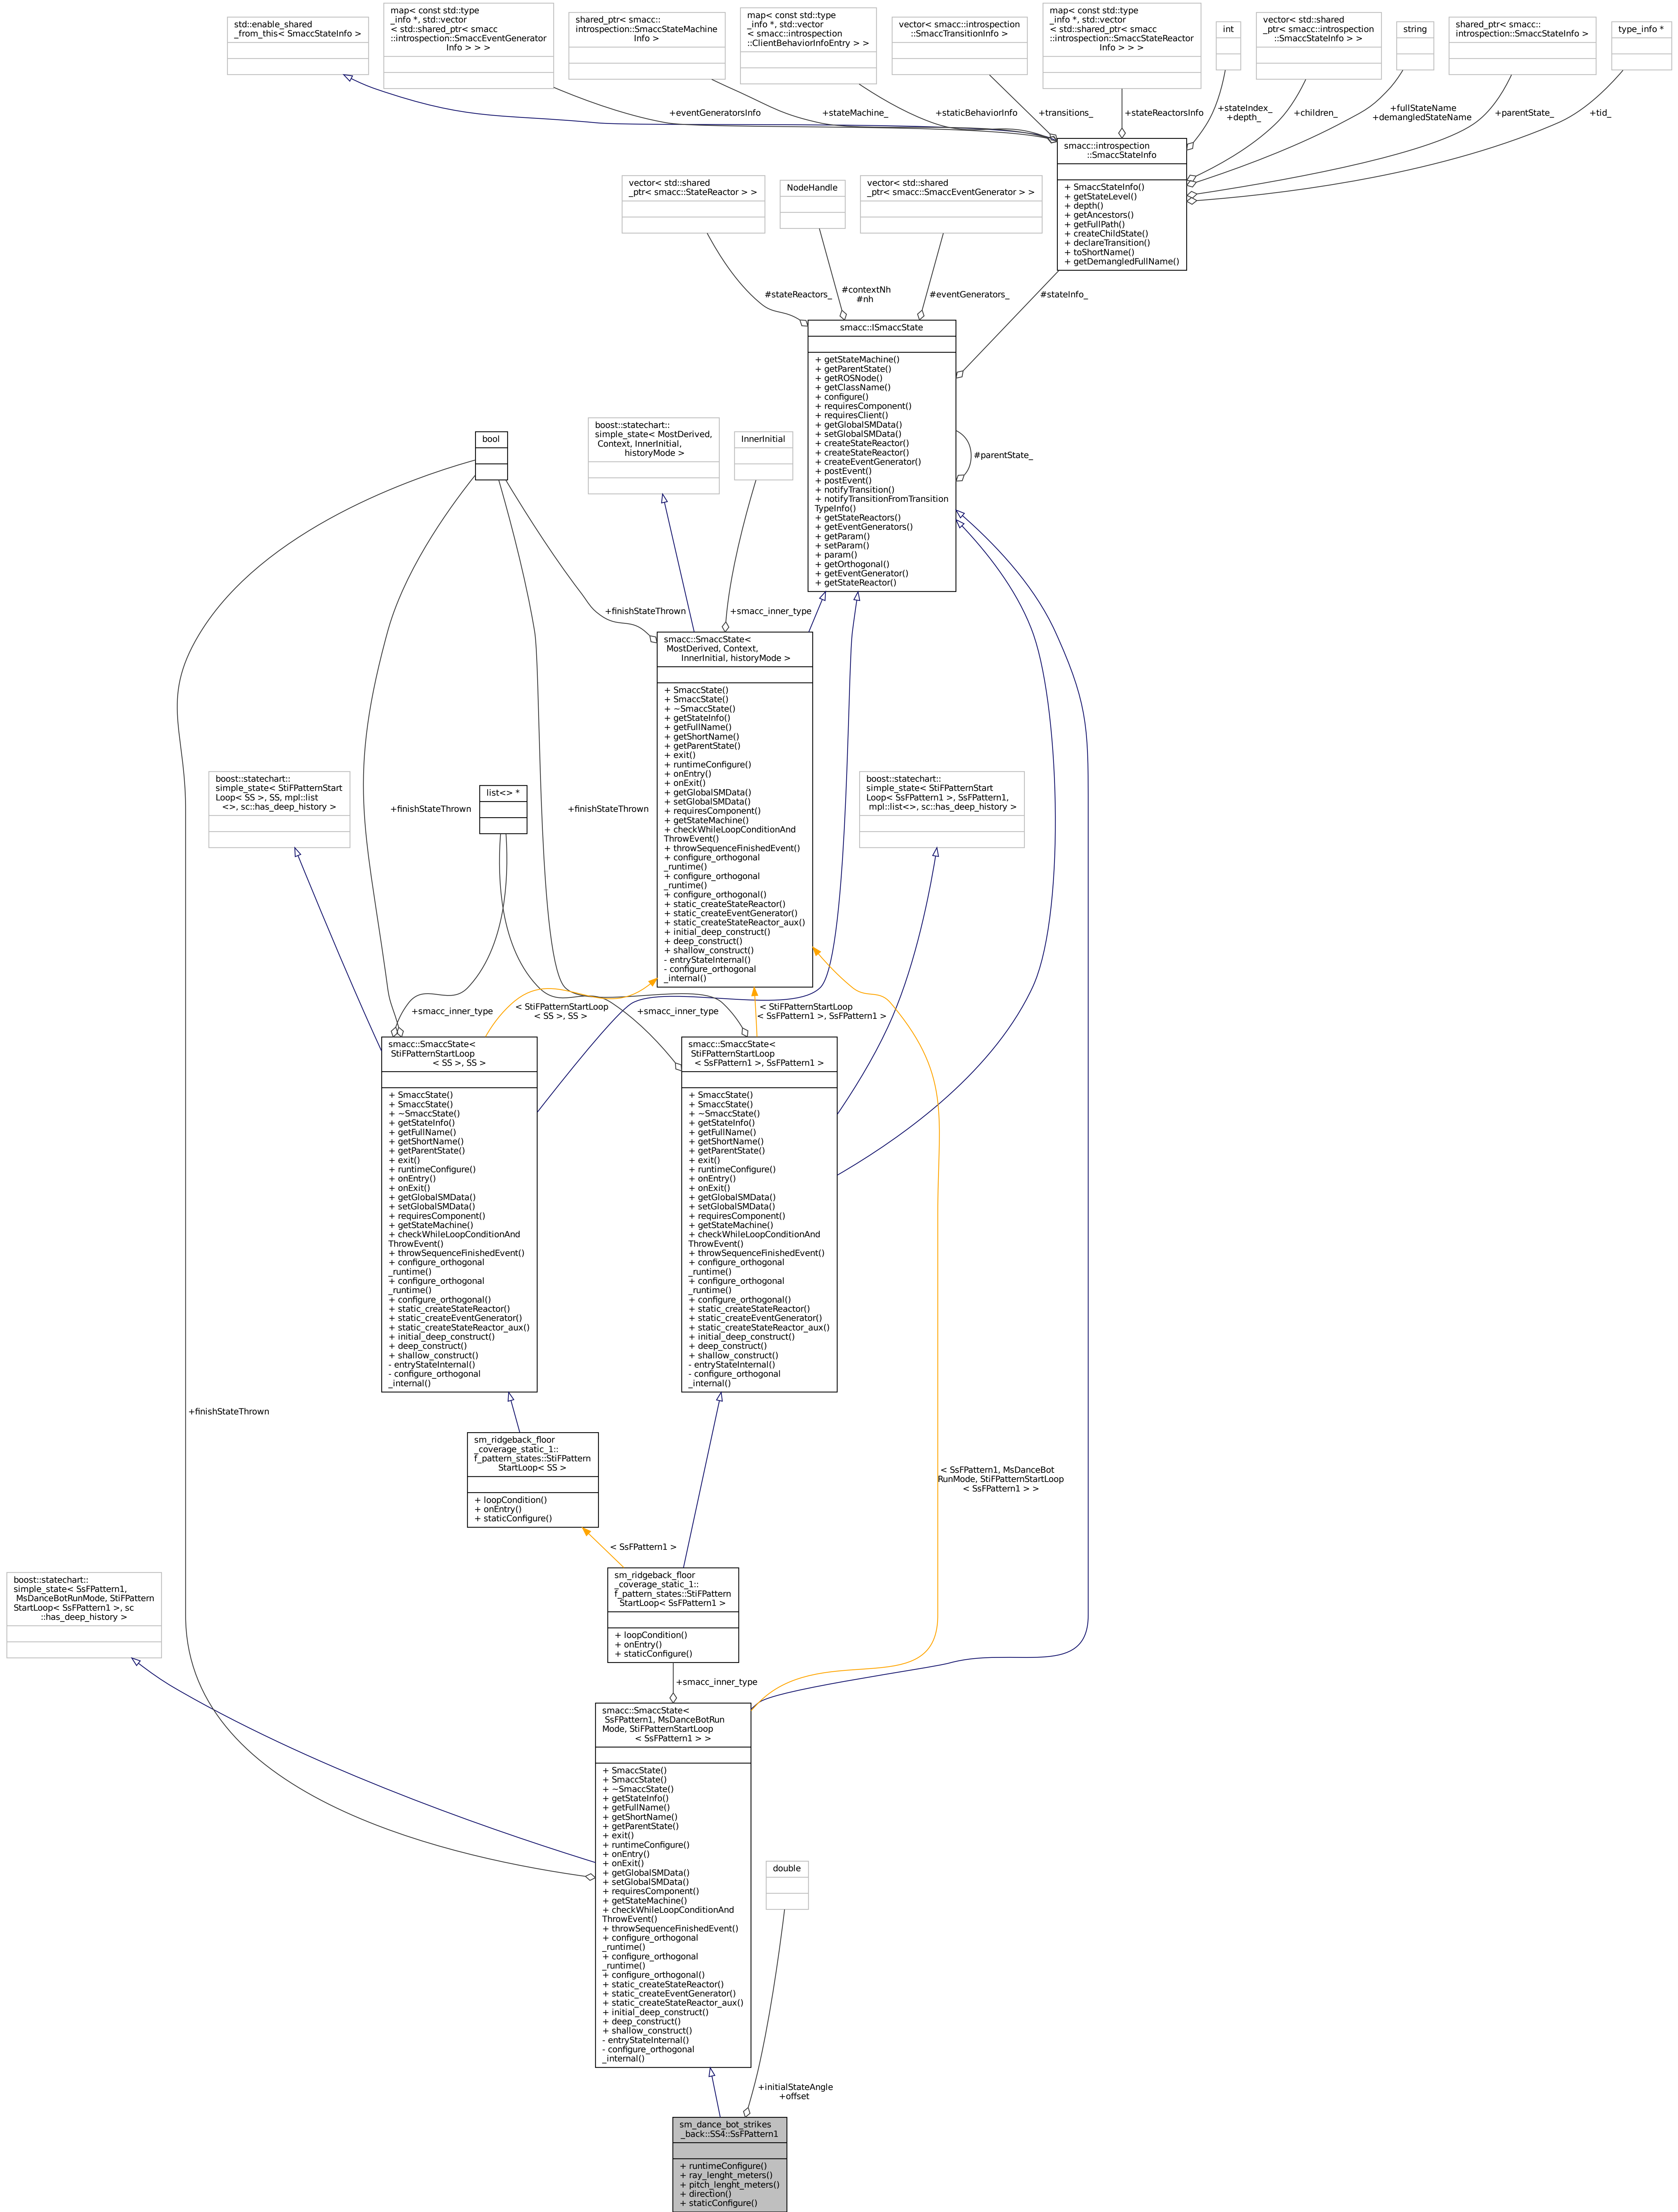 std::enable_shared
_from_this< SmaccStateInfo >
map< const std::type
_info *, std::vector
< std::shared_ptr< smacc
::introspection::SmaccEventGenerator
Info > > >
shared_ptr< smacc::
introspection::SmaccStateMachine
Info >
map< const std::type
_info *, std::vector
< smacc::introspection
::ClientBehaviorInfoEntry > >
vector< smacc::introspection
::SmaccTransitionInfo >
map< const std::type
_info *, std::vector
< std::shared_ptr< smacc
::introspection::SmaccStateReactor
Info > > >
int
vector< std::shared
_ptr< smacc::introspection
::SmaccStateInfo > >
string
shared_ptr< smacc::
introspection::SmaccStateInfo >
type_info *
+eventGeneratorsInfo
+stateMachine_
+staticBehaviorInfo
+transitions_
+stateReactorsInfo
+stateIndex_
+depth_
+children_
+fullStateName
+demangledStateName
+parentState_
+tid_
smacc::introspection
::SmaccStateInfo
+ SmaccStateInfo()
+ getStateLevel()
+ depth()
+ getAncestors()
+ getFullPath()
+ createChildState()
+ declareTransition()
+ toShortName()
+ getDemangledFullName()
vector< std::shared
_ptr< smacc::StateReactor > >
NodeHandle
vector< std::shared
_ptr< smacc::SmaccEventGenerator > >
#stateReactors_
#contextNh
#nh
#eventGenerators_
#stateInfo_
smacc::ISmaccState
+ getStateMachine()
+ getParentState()
+ getROSNode()
+ getClassName()
+ configure()
+ requiresComponent()
+ requiresClient()
+ getGlobalSMData()
+ setGlobalSMData()
+ createStateReactor()
+ createStateReactor()
+ createEventGenerator()
+ postEvent()
+ postEvent()
+ notifyTransition()
+ notifyTransitionFromTransition
TypeInfo()
+ getStateReactors()
+ getEventGenerators()
+ getParam()
+ setParam()
+ param()
+ getOrthogonal()
+ getEventGenerator()
+ getStateReactor()
#parentState_
bool
boost::statechart::
simple_state< MostDerived,
Context, InnerInitial,
historyMode >
InnerInitial
+finishStateThrown
+smacc_inner_type
smacc::SmaccState<
MostDerived, Context,
InnerInitial, historyMode >
+ SmaccState()
+ SmaccState()
+ ~SmaccState()
+ getStateInfo()
+ getFullName()
+ getShortName()
+ getParentState()
+ exit()
+ runtimeConfigure()
+ onEntry()
+ onExit()
+ getGlobalSMData()
+ setGlobalSMData()
+ requiresComponent()
+ getStateMachine()
+ checkWhileLoopConditionAnd
ThrowEvent()
+ throwSequenceFinishedEvent()
+ configure_orthogonal
_runtime()
+ configure_orthogonal
_runtime()
+ configure_orthogonal()
+ static_createStateReactor()
+ static_createEventGenerator()
+ static_createStateReactor_aux()
+ initial_deep_construct()
+ deep_construct()
+ shallow_construct()
- entryStateInternal()
- configure_orthogonal
_internal()
boost::statechart::
simple_state< StiFPatternStart
Loop< SS >, SS, mpl::list
<>, sc::has_deep_history >
+finishStateThrown
list<> *
+finishStateThrown
boost::statechart::
simple_state< StiFPatternStart
Loop< SsFPattern1 >, SsFPattern1,
mpl::list<>, sc::has_deep_history >
+smacc_inner_type
< StiFPatternStartLoop
< SS >, SS >
+smacc_inner_type
< StiFPatternStartLoop
< SsFPattern1 >, SsFPattern1 >
smacc::SmaccState<
StiFPatternStartLoop
< SS >, SS >
+ SmaccState()
+ SmaccState()
+ ~SmaccState()
+ getStateInfo()
+ getFullName()
+ getShortName()
+ getParentState()
+ exit()
+ runtimeConfigure()
+ onEntry()
+ onExit()
+ getGlobalSMData()
+ setGlobalSMData()
+ requiresComponent()
+ getStateMachine()
+ checkWhileLoopConditionAnd
ThrowEvent()
+ throwSequenceFinishedEvent()
+ configure_orthogonal
_runtime()
+ configure_orthogonal
_runtime()
+ configure_orthogonal()
+ static_createStateReactor()
+ static_createEventGenerator()
+ static_createStateReactor_aux()
+ initial_deep_construct()
+ deep_construct()
+ shallow_construct()
- entryStateInternal()
- configure_orthogonal
_internal()
smacc::SmaccState<
StiFPatternStartLoop
< SsFPattern1 >, SsFPattern1 >
+ SmaccState()
+ SmaccState()
+ ~SmaccState()
+ getStateInfo()
+ getFullName()
+ getShortName()
+ getParentState()
+ exit()
+ runtimeConfigure()
+ onEntry()
+ onExit()
+ getGlobalSMData()
+ setGlobalSMData()
+ requiresComponent()
+ getStateMachine()
+ checkWhileLoopConditionAnd
ThrowEvent()
+ throwSequenceFinishedEvent()
+ configure_orthogonal
_runtime()
+ configure_orthogonal
_runtime()
+ configure_orthogonal()
+ static_createStateReactor()
+ static_createEventGenerator()
+ static_createStateReactor_aux()
+ initial_deep_construct()
+ deep_construct()
+ shallow_construct()
- entryStateInternal()
- configure_orthogonal
_internal()
+finishStateThrown
sm_ridgeback_floor
_coverage_static_1::
f_pattern_states::StiFPattern
StartLoop< SS >
+ loopCondition()
+ onEntry()
+ staticConfigure()
< SsFPattern1, MsDanceBot
RunMode, StiFPatternStartLoop
< SsFPattern1 > >
< SsFPattern1 >
sm_ridgeback_floor
_coverage_static_1::
f_pattern_states::StiFPattern
StartLoop< SsFPattern1 >
+ loopCondition()
+ onEntry()
+ staticConfigure()
boost::statechart::
simple_state< SsFPattern1,
MsDanceBotRunMode, StiFPattern
StartLoop< SsFPattern1 >, sc
::has_deep_history >
+smacc_inner_type
smacc::SmaccState<
SsFPattern1, MsDanceBotRun
Mode, StiFPatternStartLoop
< SsFPattern1 > >
+ SmaccState()
+ SmaccState()
+ ~SmaccState()
+ getStateInfo()
+ getFullName()
+ getShortName()
+ getParentState()
+ exit()
+ runtimeConfigure()
+ onEntry()
+ onExit()
+ getGlobalSMData()
+ setGlobalSMData()
+ requiresComponent()
+ getStateMachine()
+ checkWhileLoopConditionAnd
ThrowEvent()
+ throwSequenceFinishedEvent()
+ configure_orthogonal
_runtime()
+ configure_orthogonal
_runtime()
+ configure_orthogonal()
+ static_createStateReactor()
+ static_createEventGenerator()
+ static_createStateReactor_aux()
+ initial_deep_construct()
+ deep_construct()
+ shallow_construct()
- entryStateInternal()
- configure_orthogonal
_internal()
double
+initialStateAngle
+offset
sm_dance_bot_strikes
_back::SS4::SsFPattern1
+ runtimeConfigure()
+ ray_lenght_meters()
+ pitch_lenght_meters()
+ direction()
+ staticConfigure()